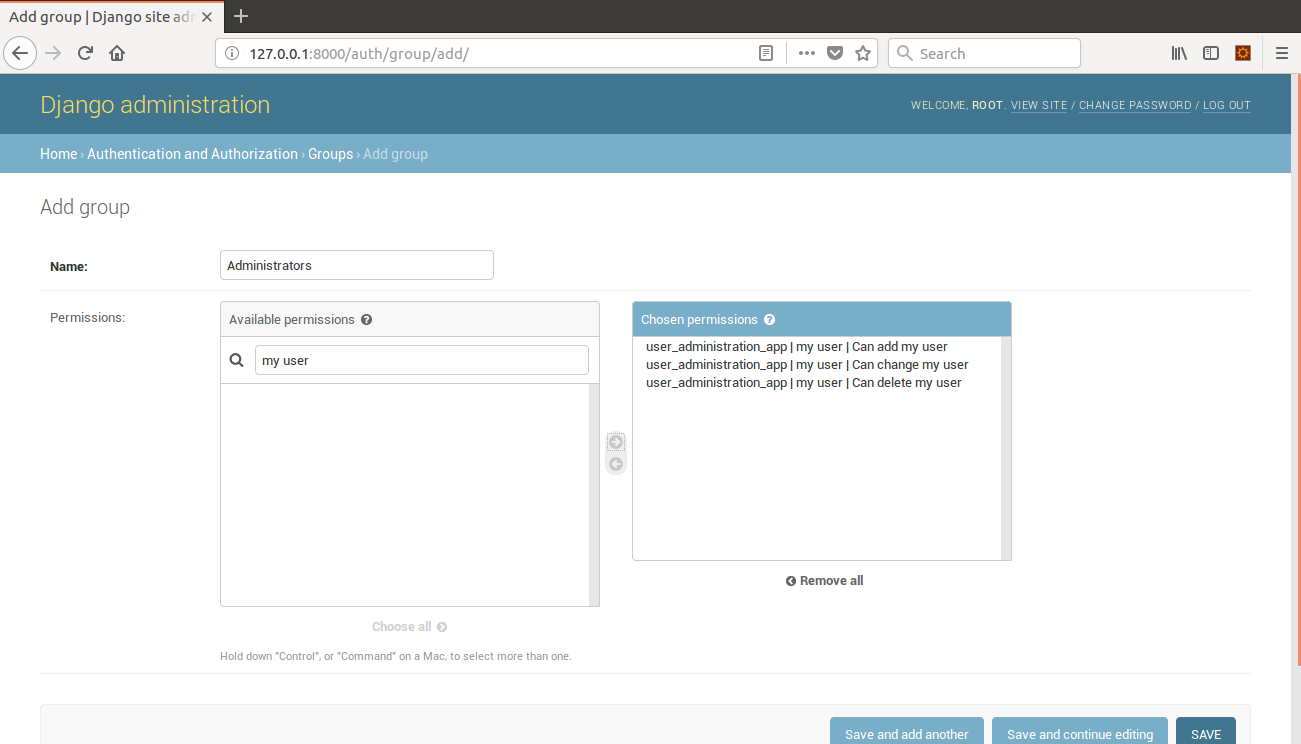 Add group | Django site adr
127.0.0.1:8000/auth/group/add/
Search
Django administration
WELCOME, ROOT. VIEW SITE / CHANGE PASSWORD / LOG OUT
Home › Authentication and Authorization › Groups › Add group
Add group
Name:
Administrators
Permissions:
Available permissions
my user
Choose all
Chosen permissions
user_administration_app | my user | Can add my user
user_administration_app | my user | Can change my user
user_administration_app | my user | Can delete my user
Remove all
Hold down "Control", or "Command" on a Mac, to select more than one.
Save and add another
Save and continue editing
SAVE